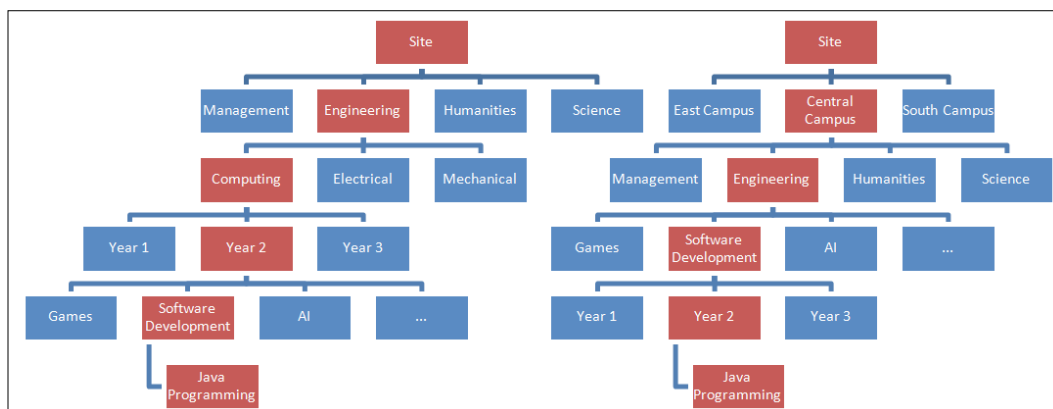 Site
Site
Management
Engineering
Humanities
Science
East Campus
Central
Campus
South Campus
Computing
Electrical
Mechanical
Management
Engineering
Humanities
Science
Year 1
Year 2
Year 3
Games
Software
Development
AI
...
Games
Software
Development
AI
...
Year 1
Year 2
Year 3
Java
Programming
Java
Programming